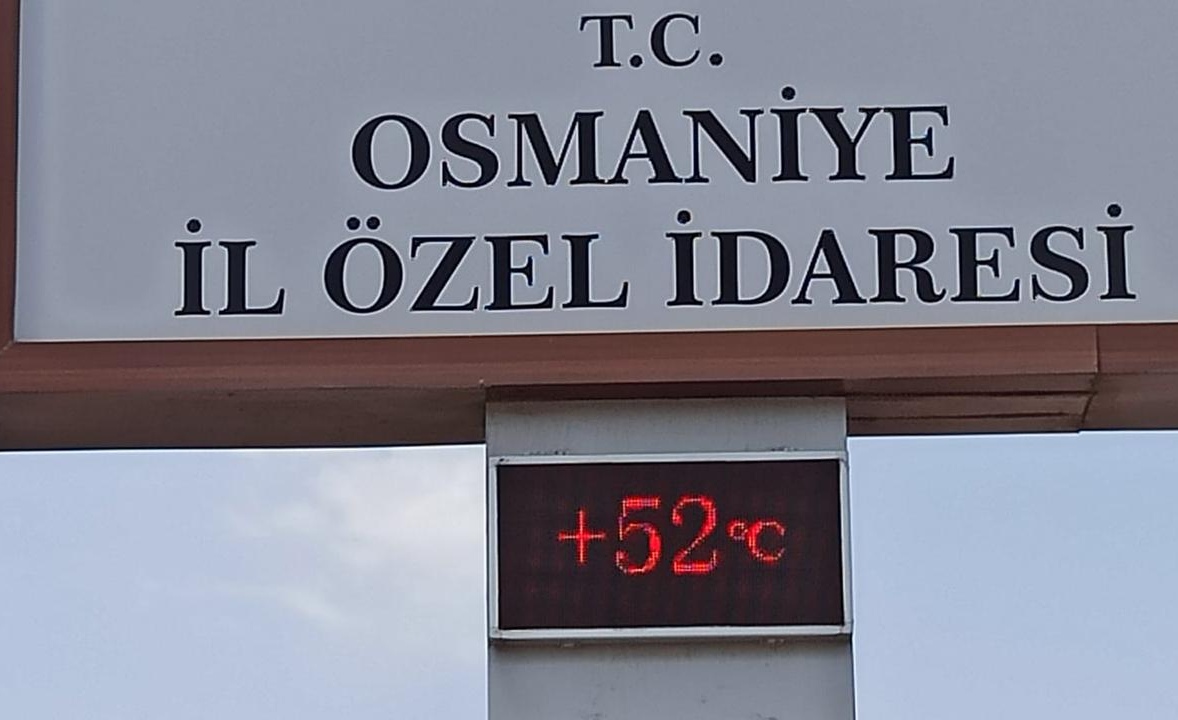 T.C.
OSMANİYE
İL ÖZEL İDARESİ
+52°C